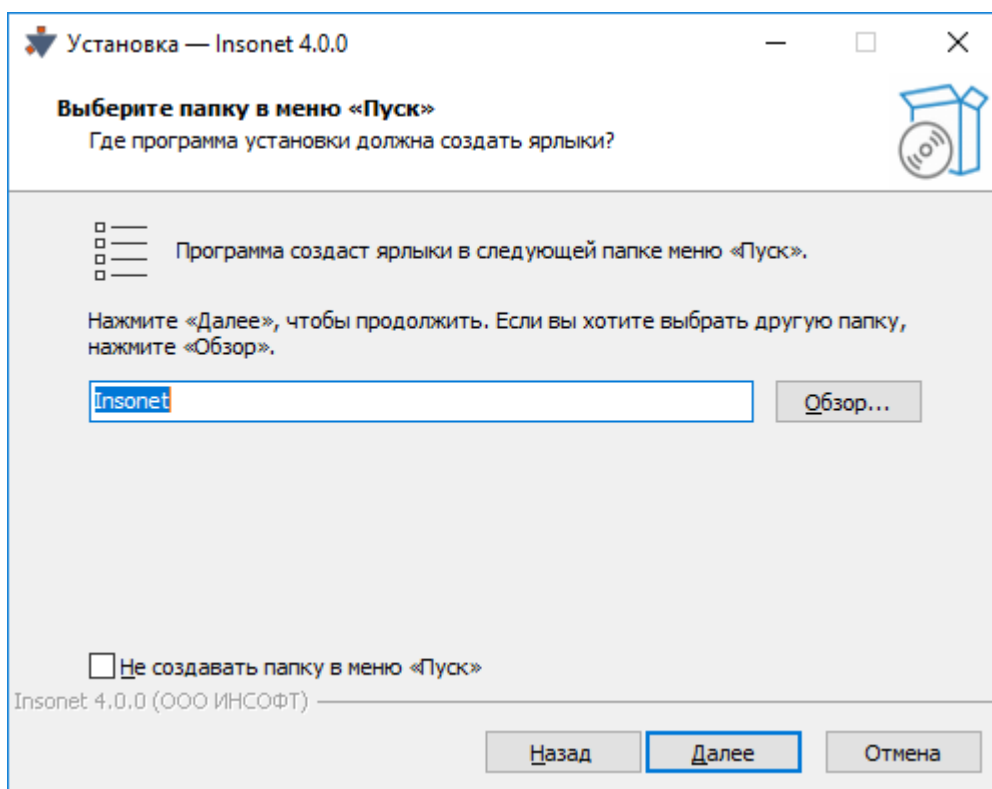 Установка — Insonet 4.0.0
Выберите папку в меню «Пуск»
Где программа установки должна создать ярлыки?
Программа создаст ярлыки в следующей папке меню «Пуск».
Нажмите «Далее», чтобы продолжить. Если вы хотите выбрать другую папку,
нажмите «Обзор».
Insonet
Обзор...
Не создавать папку в меню «Пуск»
Insonet 4.0.0 (ООО ИНСОФТ)
Назад
Далее
Отмена